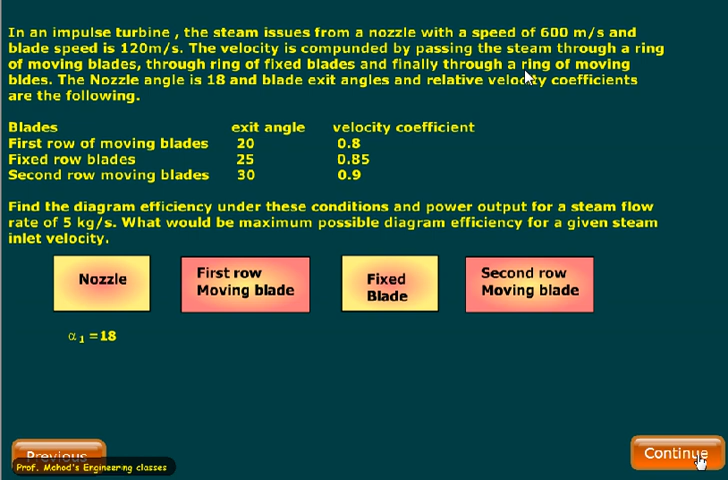 In an impulse turbine , the steam issues from a nozzle with a speed of 600 m/s and
blade speed is 120m/s. The velocity is compunded by passing the steam through a ring
of moving blades, through ring of fixed blades and finally through a ring of moving
bldes. The Nozzle angle is 18 and blade exit angles and relative velocity coefficients
are the following.
Blades exit angle velocity coefficient
First row of moving blades 20 0.8
Fixed row blades 25 0.85
Second row moving blades 30 0.9
Find the diagram efficiency under these conditions and power output for a steam flow
rate of 5 kg/s. What would be maximum possible diagram efficiency for a given steam
inlet velocity.
Nozzle
First row
Moving blade
Fixed
Blade
Second row
Moving blade
α1 =18
Previous
Prof. Mohod's Engineering classes
Continue